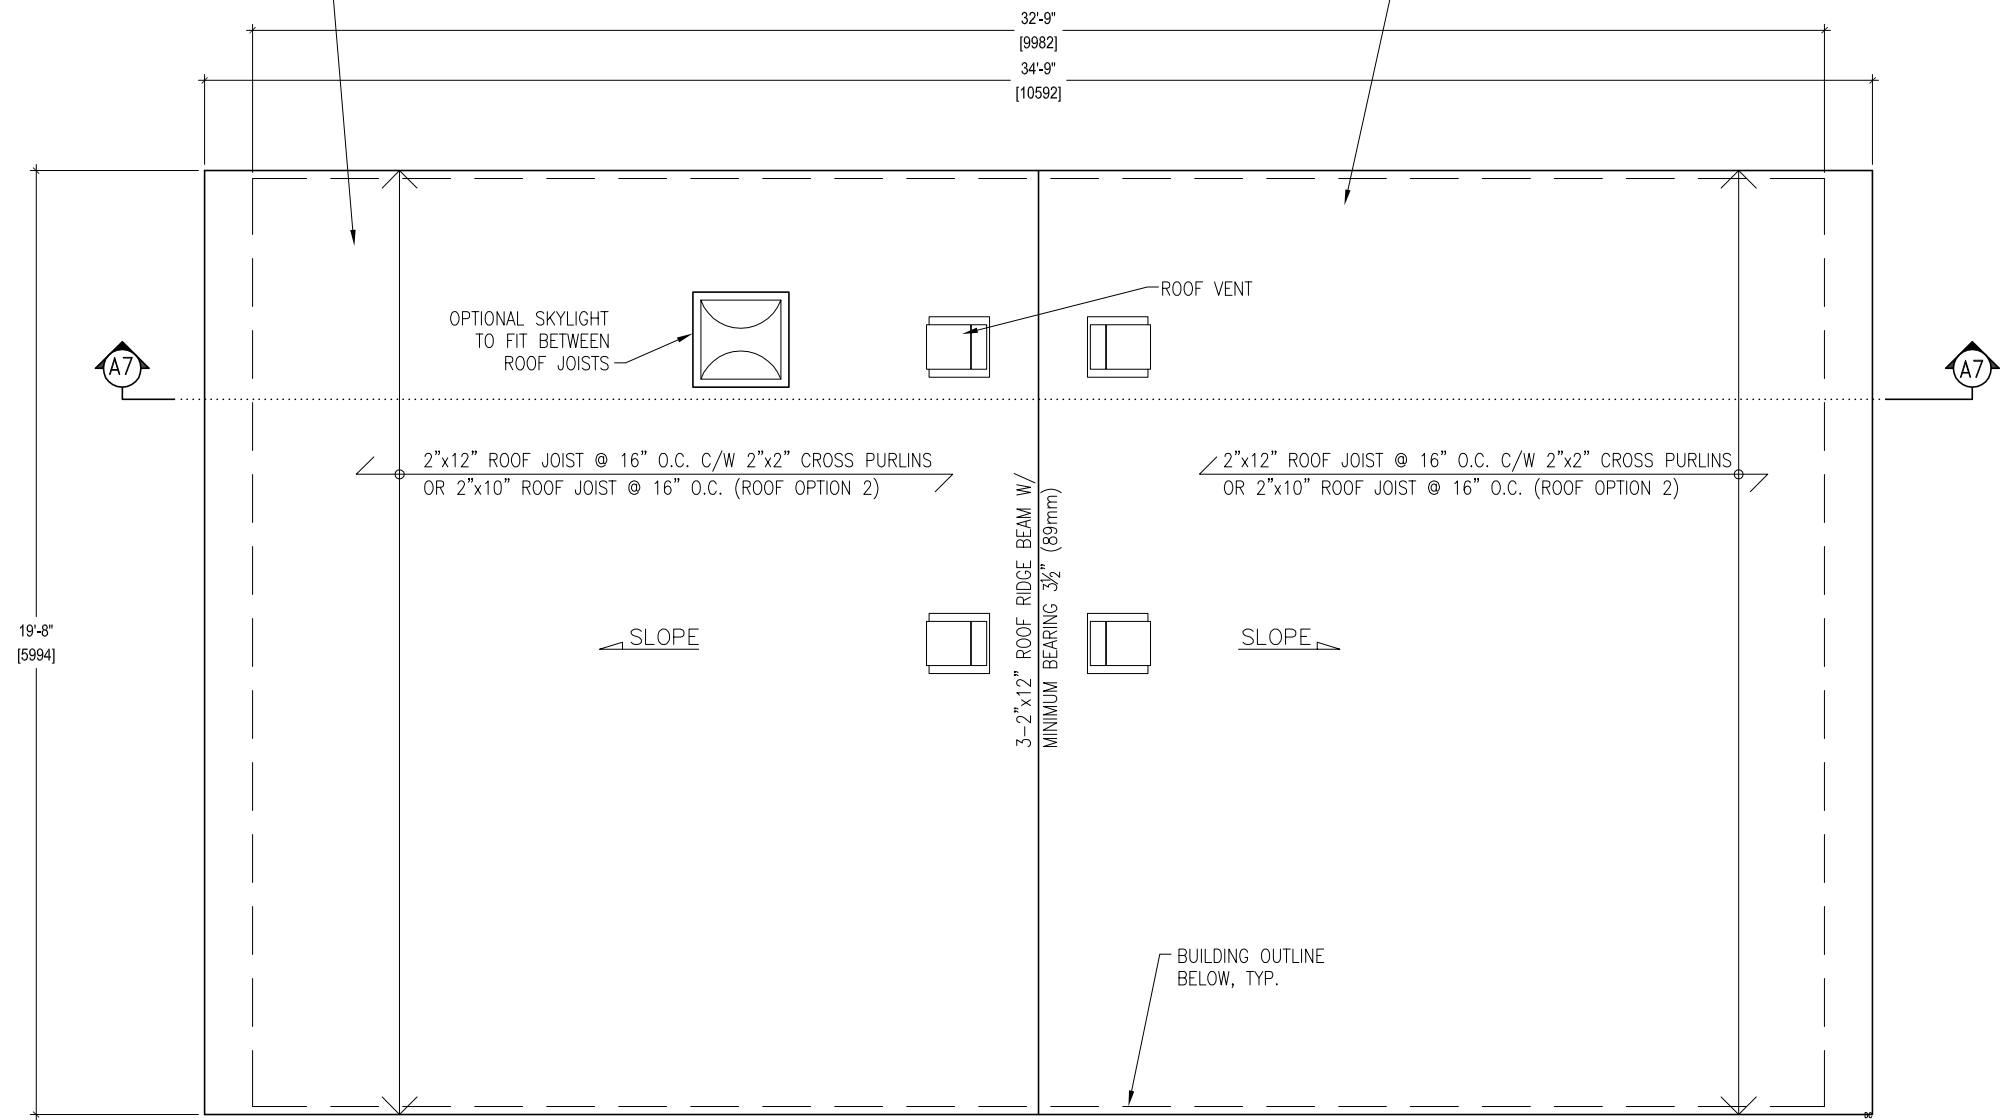 32'-9"
[9982]
34'-9"
[10592]
ROOF VENT
OPTIONAL SKYLIGHT
TO FIT BETWEEN
ROOF JOISTS
A7
A7
2”x12” ROOF JOIST @ 16” O.C. C/W 2”x2” CROSS PURLINS
OR 2”x10” ROOF JOIST @ 16” O.C. (ROOF OPTION 2)
2”x12” ROOF JOIST @ 16” O.C. C/W 2”x2” CROSS PURLINS
OR 2”x10” ROOF JOIST @ 16” O.C. (ROOF OPTION 2)
3-2”x12” ROOF RIDGE BEAM W/
MINIMUM BEARING 3½” (89mm)
19'-8"
[5994]
SLOPE
SLOPE
BUILDING OUTLINE
BELOW, TYP.